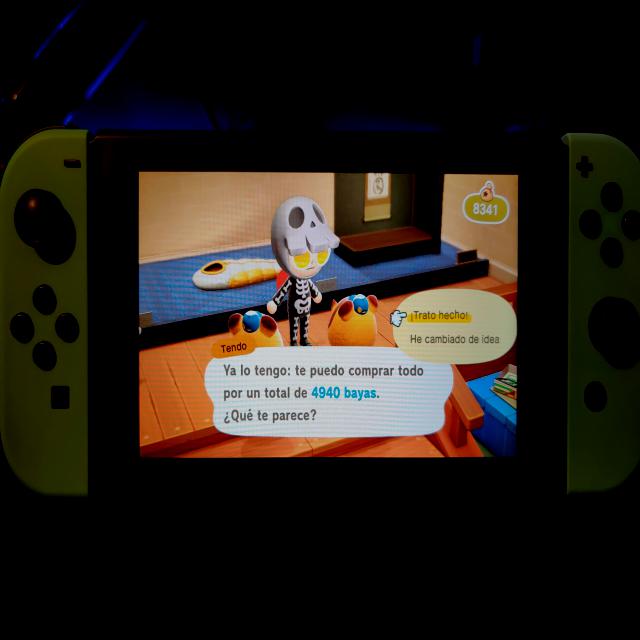 8341
¡Trato hecho!
He cambiado de idea
Tendo
Ya lo tengo: te puedo comprar todo
por un total de 4940 bayas.
¿Qué te parece?